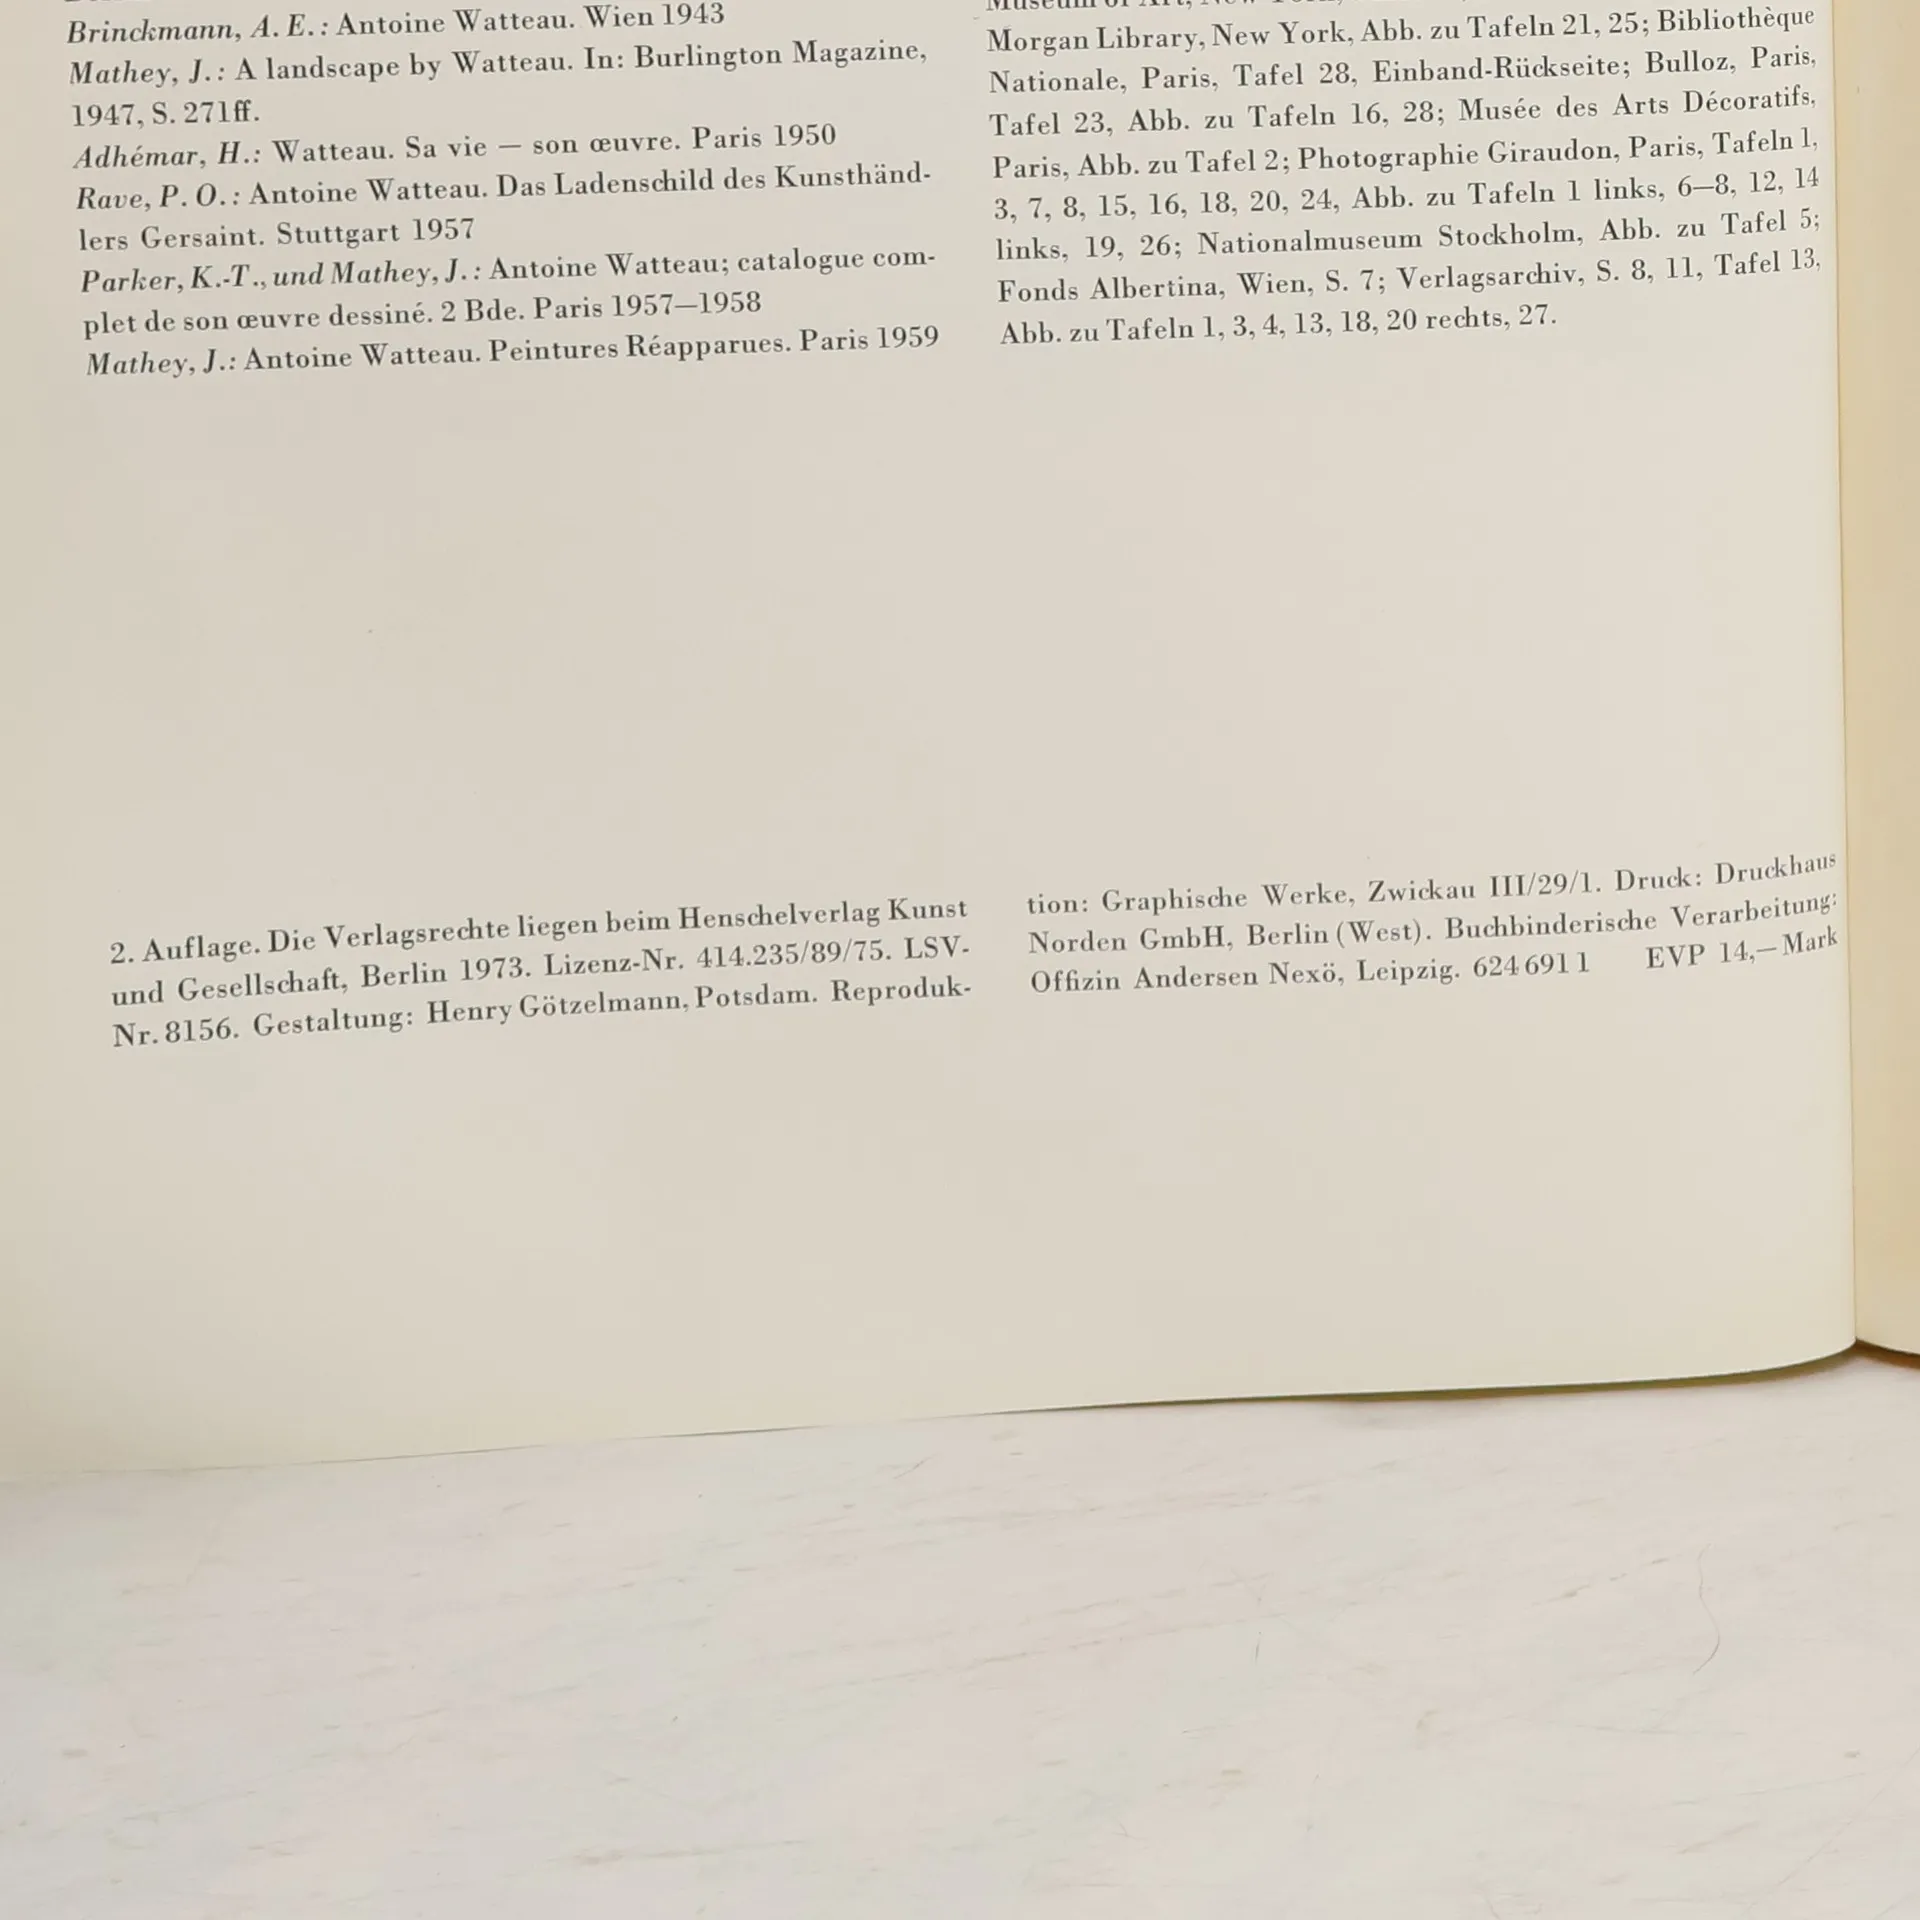 Brinckmann, A. E.: Antoine Watteau. Wien 1943
Mathey, J.: A landscape by Watteau. In: Burlington Magazine,
1947, S. 271ff.
Adhémar, H.: Watteau. Sa vie — son œuvre. Paris 1950
Rave, P. O.: Antoine Watteau. Das Ladenschild des Kunsthänd-
lers Gersaint. Stuttgart 1957
Parker, K.-T., und Mathey, J.: Antoine Watteau; catalogue com-
plet de son œuvre dessiné. 2 Bde. Paris 1957—1958
Mathey, J.: Antoine Watteau. Peintures Réapparues. Paris 1959
Museum of Art, New York,
Morgan Library, New York, Abb. zu Tafeln 21, 25; Bibliothèque
Nationale, Paris, Tafel 28, Einband-Rückseite; Bulloz, Paris,
Tafel 23, Abb. zu Tafeln 16, 28; Musée des Arts Décoratifs,
Paris, Abb. zu Tafel 2; Photographie Giraudon, Paris, Tafeln 1,
3, 7, 8, 15, 16, 18, 20, 24, Abb. zu Tafeln 1 links, 6—8, 12, 14
links, 19, 26; Nationalmuseum Stockholm, Abb. zu Tafel 5;
Fonds Albertina, Wien, S. 7; Verlagsarchiv, S. 8, 11, Tafel 13,
Abb. zu Tafeln 1, 3, 4, 13, 18, 20 rechts, 27.
2. Auflage. Die Verlagsrechte liegen beim Henschelverlag Kunst
und Gesellschaft, Berlin 1973. Lizenz-Nr. 414.235/89/75. LSV-
Nr. 8156. Gestaltung: Henry Götzelmann, Potsdam. Reproduk-
tion: Graphische Werke, Zwickau III/29/1. Druck: Druckhaus
Norden GmbH, Berlin (West). Buchbinderische Verarbeitung:
Offizin Andersen Nexö, Leipzig. 624 691 1 EVP 14,— Mark